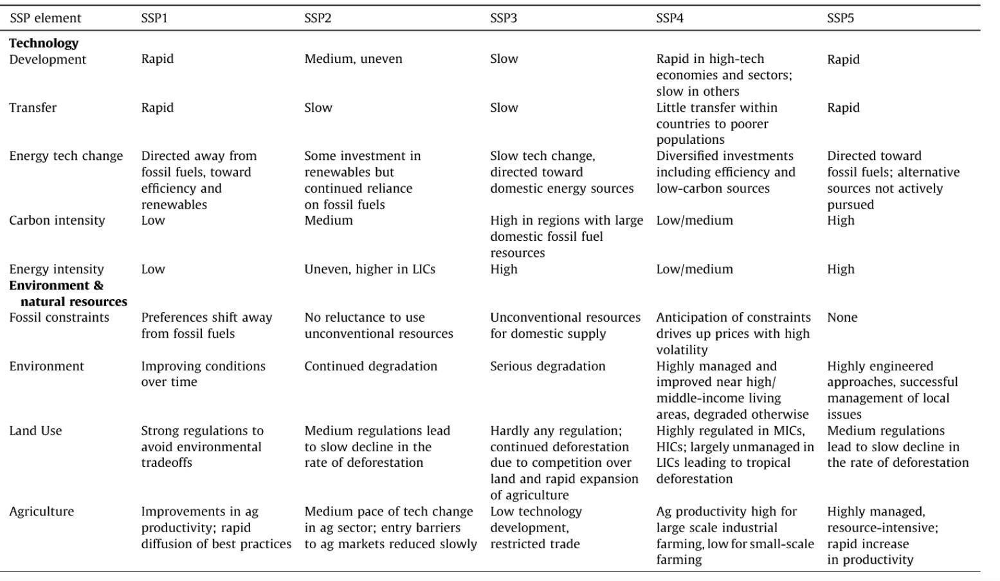 SSP element SSP1 SSP2 SSP3 SSP4 SSP5
Technology
Development Rapid Medium, uneven Slow Rapid in high-tech Rapid
economies and sectors;
slow in others
Transfer Rapid Slow Slow Little transfer within Rapid
countries to poorer
populations
Energy tech change Directed away from Some investment in Slow tech change, Diversified investments Directed toward
fossil fuels, toward renewables but directed toward including efficiency and fossil fuels; alternative
efficiency and continued reliance domestic energy sources low-carbon sources sources not actively
renewables on fossil fuels pursued
Carbon intensity Low Medium High in regions with large Low/medium High
domestic fossil fuel
resources
Energy intensity Low Uneven, higher in LICs High Low/medium High
Environment &
natural resources
Fossil constraints Preferences shift away No reluctance to use Unconventional resources Anticipation of constraints None
from fossil fuels unconventional resources for domestic supply drives up prices with high
volatility
Environment Improving conditions Continued degradation Serious degradation Highly managed and Highly engineered
over time improved near high/ approaches, successful
middle-income living management of local
areas, degraded otherwise issues
Land Use Strong regulations to Medium regulations lead Hardly any regulation; Highly regulated in MICs, Medium regulations
avoid environmental to slow decline in the continued deforestation HICs; largely unmanaged in lead to slow decline in
tradeoffs rate of deforestation due to competition over LICs leading to tropical the rate of deforestation
land and rapid expansion deforestation
of agriculture
Agriculture Improvements in ag Medium pace of tech change Low technology Ag productivity high for Highly managed,
productivity; rapid in ag sector; entry barriers development, large scale industrial resource-intensive;
diffusion of best practices to ag markets reduced slowly restricted trade farming, low for small-scale rapid increase
farming in productivity